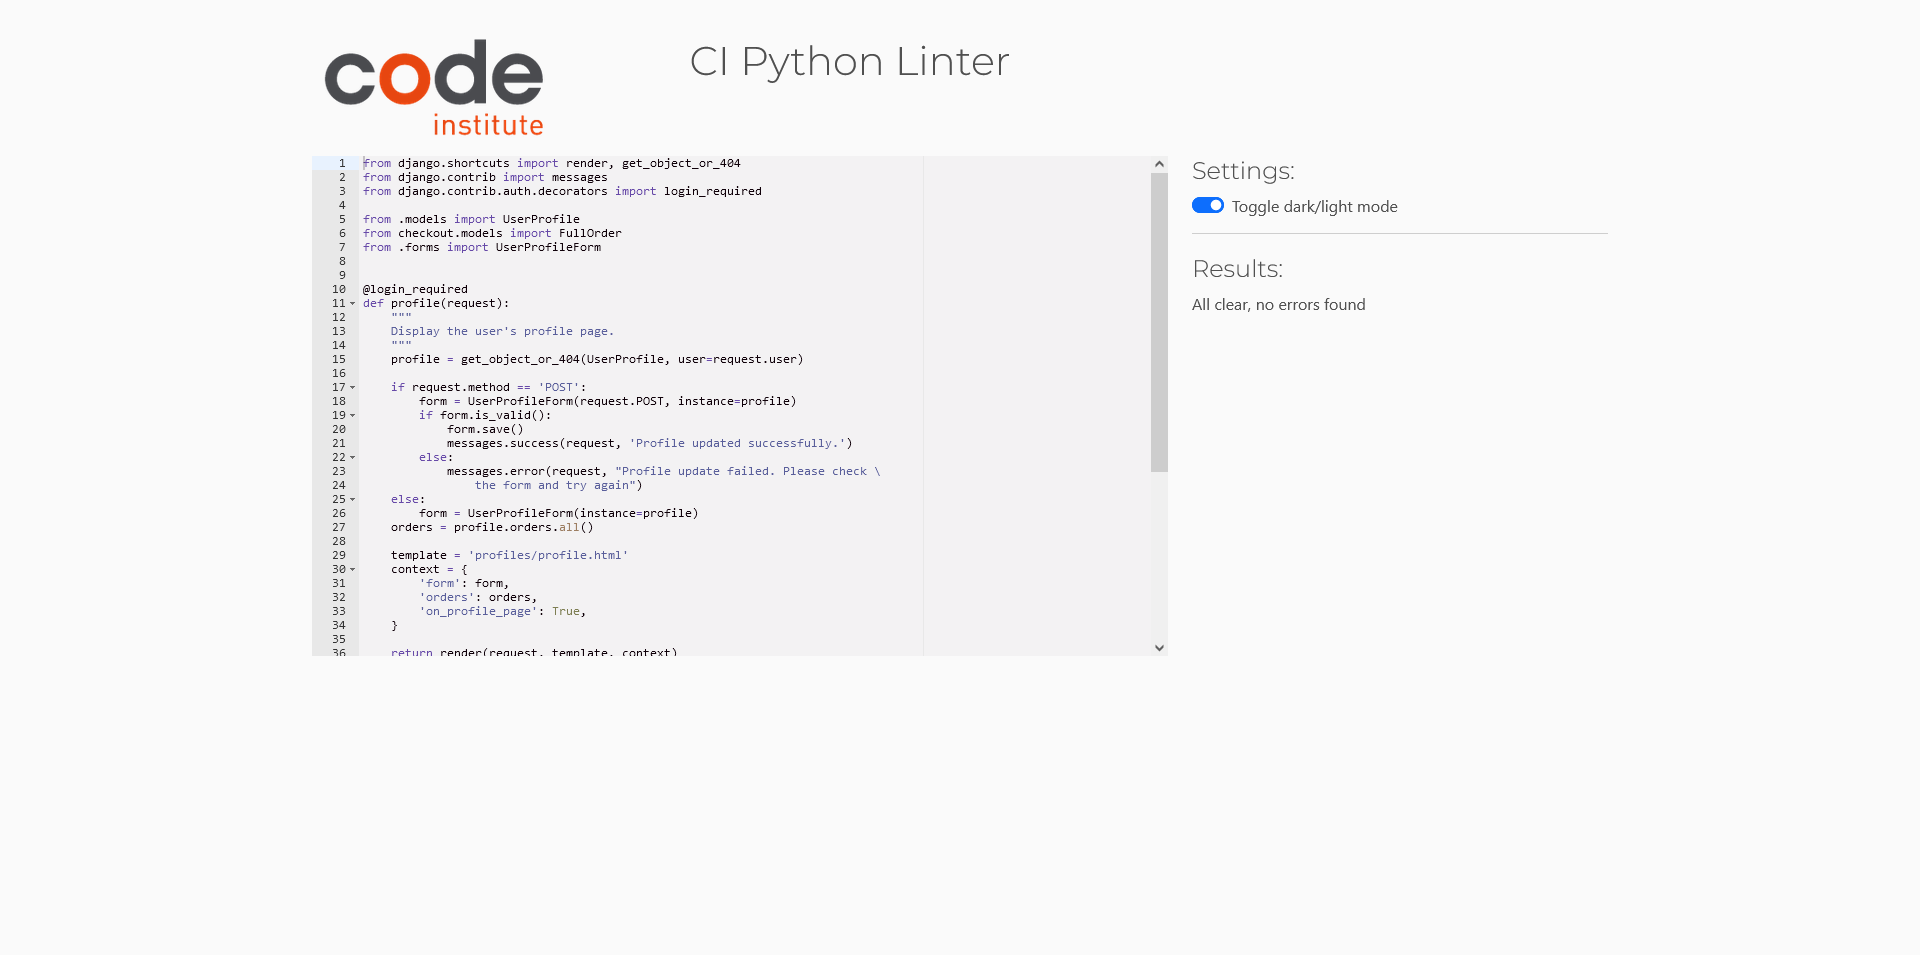 code
institute
CI Python Linter
1 from django.shortcuts import render, get_object_or_404
2 from django.contrib import messages
3 from django.contrib.auth.decorators import login_required
4
5 from .models import UserProfile
6 from checkout.models import FullOrder
7 from .forms import UserProfileForm
8
9
10 @login_required
11 def profile(request):
12     """
13     Display the user's profile page.
14     """
15     profile = get_object_or_404(UserProfile, user=request.user)
16
17     if request.method == 'POST':
18         form = UserProfileForm(request.POST, instance=profile)
19         if form.is_valid():
20             form.save()
21             messages.success(request, 'Profile updated successfully.')
22         else:
23             messages.error(request, "Profile update failed. Please check \
24                 the form and try again")
25     else:
26         form = UserProfileForm(instance=profile)
27     orders = profile.orders.all()
28
29     template = 'profiles/profile.html'
30     context = {
31         'form': form,
32         'orders': orders,
33         'on_profile_page': True,
34     }
35
36     return render(request, template, context)
Settings:
Toggle dark/light mode
Results:
All clear, no errors found